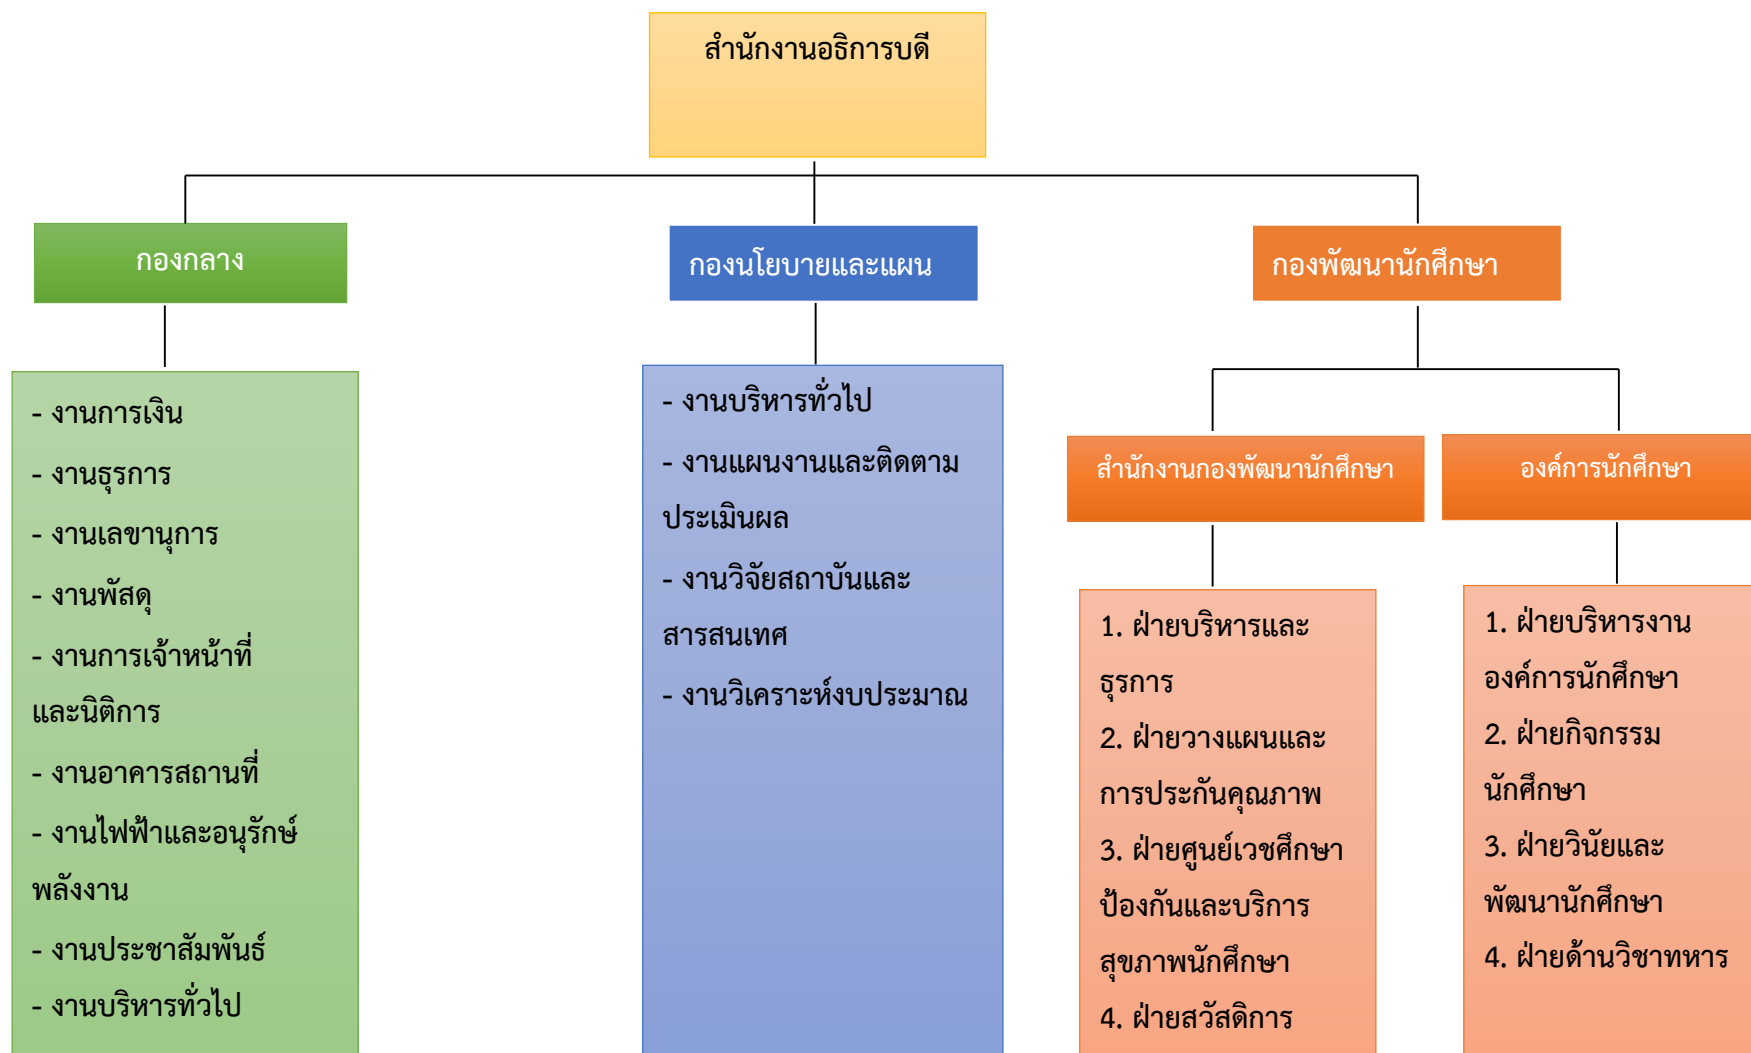 สำนักงานอธิการบดี
กองกลาง
กองนโยบายและแผน
กองพัฒนานักศึกษา
- งานการเงิน
- งานธุรการ
- งานเลขานุการ
- งานพัสดุ
- งานการเจ้าหน้าที่
และนิติการ
- งานอาคารสถานที่
- งานไฟฟ้าและอนุรักษ์
พลังงาน
- งานประชาสัมพันธ์
- งานบริหารทั่วไป
- งานบริหารทั่วไป
- งานแผนงานและติดตาม
ประเมินผล
- งานวิจัยสถาบันและ
สารสนเทศ
- งานวิเคราะห์งบประมาณ
สำนักงานกองพัฒนานักศึกษา
1. ฝ่ายบริหารและ
ธุรการ
2. ฝ่ายวางแผนและ
การประกันคุณภาพ
3. ฝ่ายศูนย์เวชศึกษา
ป้องกันและบริการ
สุขภาพนักศึกษา
4. ฝ่ายสวัสดิการ
องค์การนักศึกษา
1. ฝ่ายบริหารงาน
องค์การนักศึกษา
2. ฝ่ายกิจกรรม
นักศึกษา
3. ฝ่ายวินัยและ
พัฒนานักศึกษา
4. ฝ่ายด้านวิชาทหาร